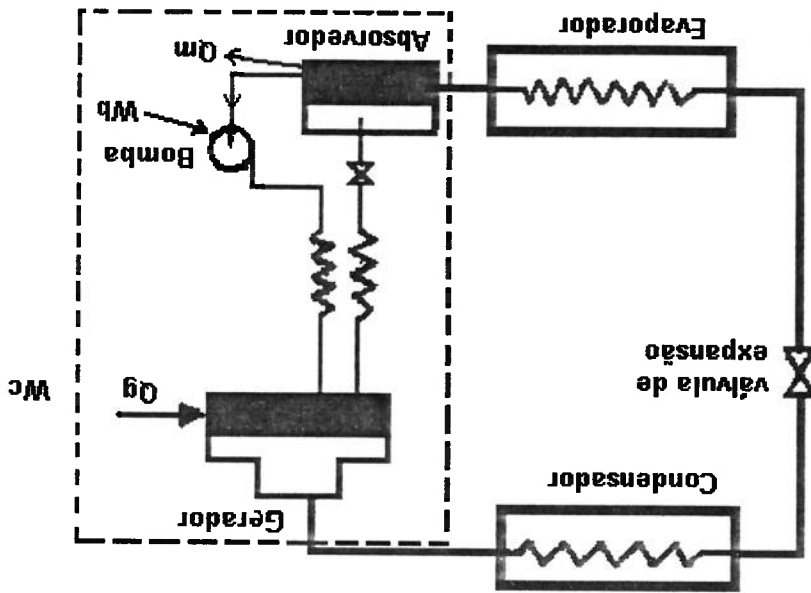 Gerador
Condensador
válvula de
expansão
Qg
Wc
Bomba
Wb
Qm
Absorvedor
Evaporador